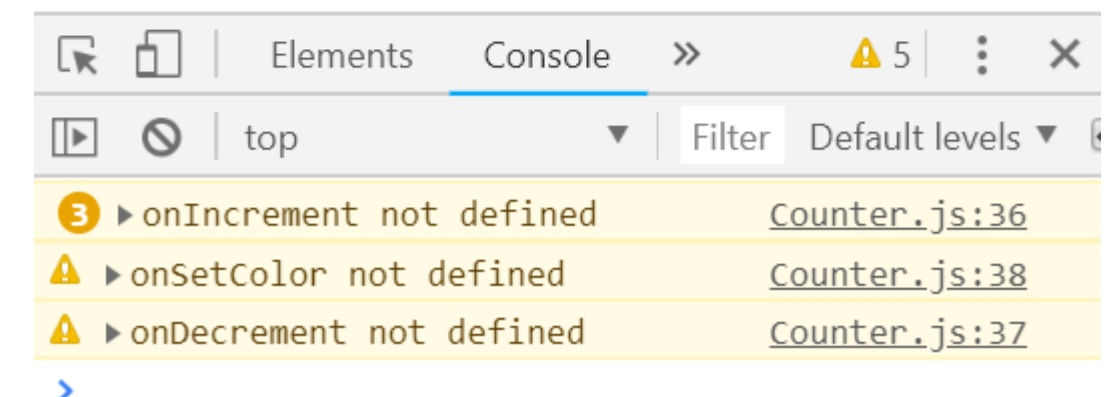 Elements Console » 5
top Filter Default levels
3 onIncrement not defined Counter.js:36
onSetColor not defined Counter.js:38
onDecrement not defined Counter.js:37